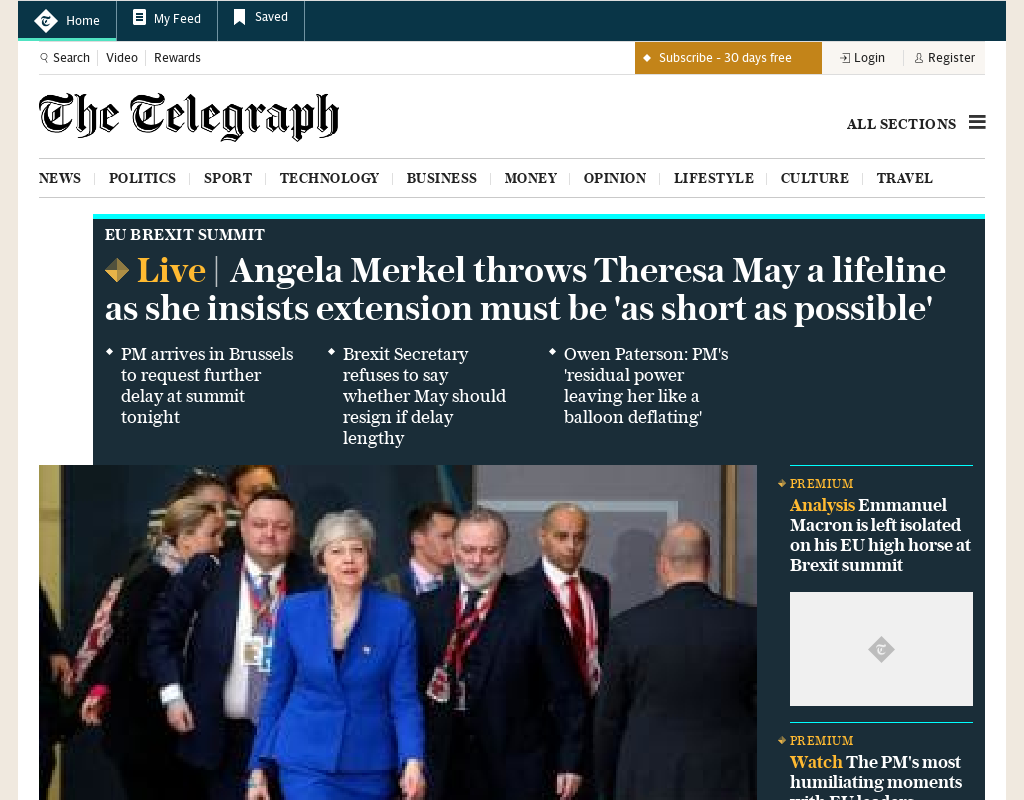 Home
My Feed
Saved
Search
Video
Rewards
Subscribe - 30 days free
Login
Register
The Telegraph
ALL SECTIONS
NEWS
POLITICS
SPORT
TECHNOLOGY
BUSINESS
MONEY
OPINION
LIFESTYLE
CULTURE
TRAVEL
EU BREXIT SUMMIT
Live | Angela Merkel throws Theresa May a lifeline
as she insists extension must be 'as short as possible'
PM arrives in Brussels
to request further
delay at summit
tonight
Brexit Secretary
refuses to say
whether May should
resign if delay
lengthy
Owen Paterson: PM's
'residual power
leaving her like a
balloon deflating'
PREMIUM
Analysis Emmanuel
Macron is left isolated
on his EU high horse at
Brexit summit
PREMIUM
Watch The PM's most
humiliating moments
with EU leaders